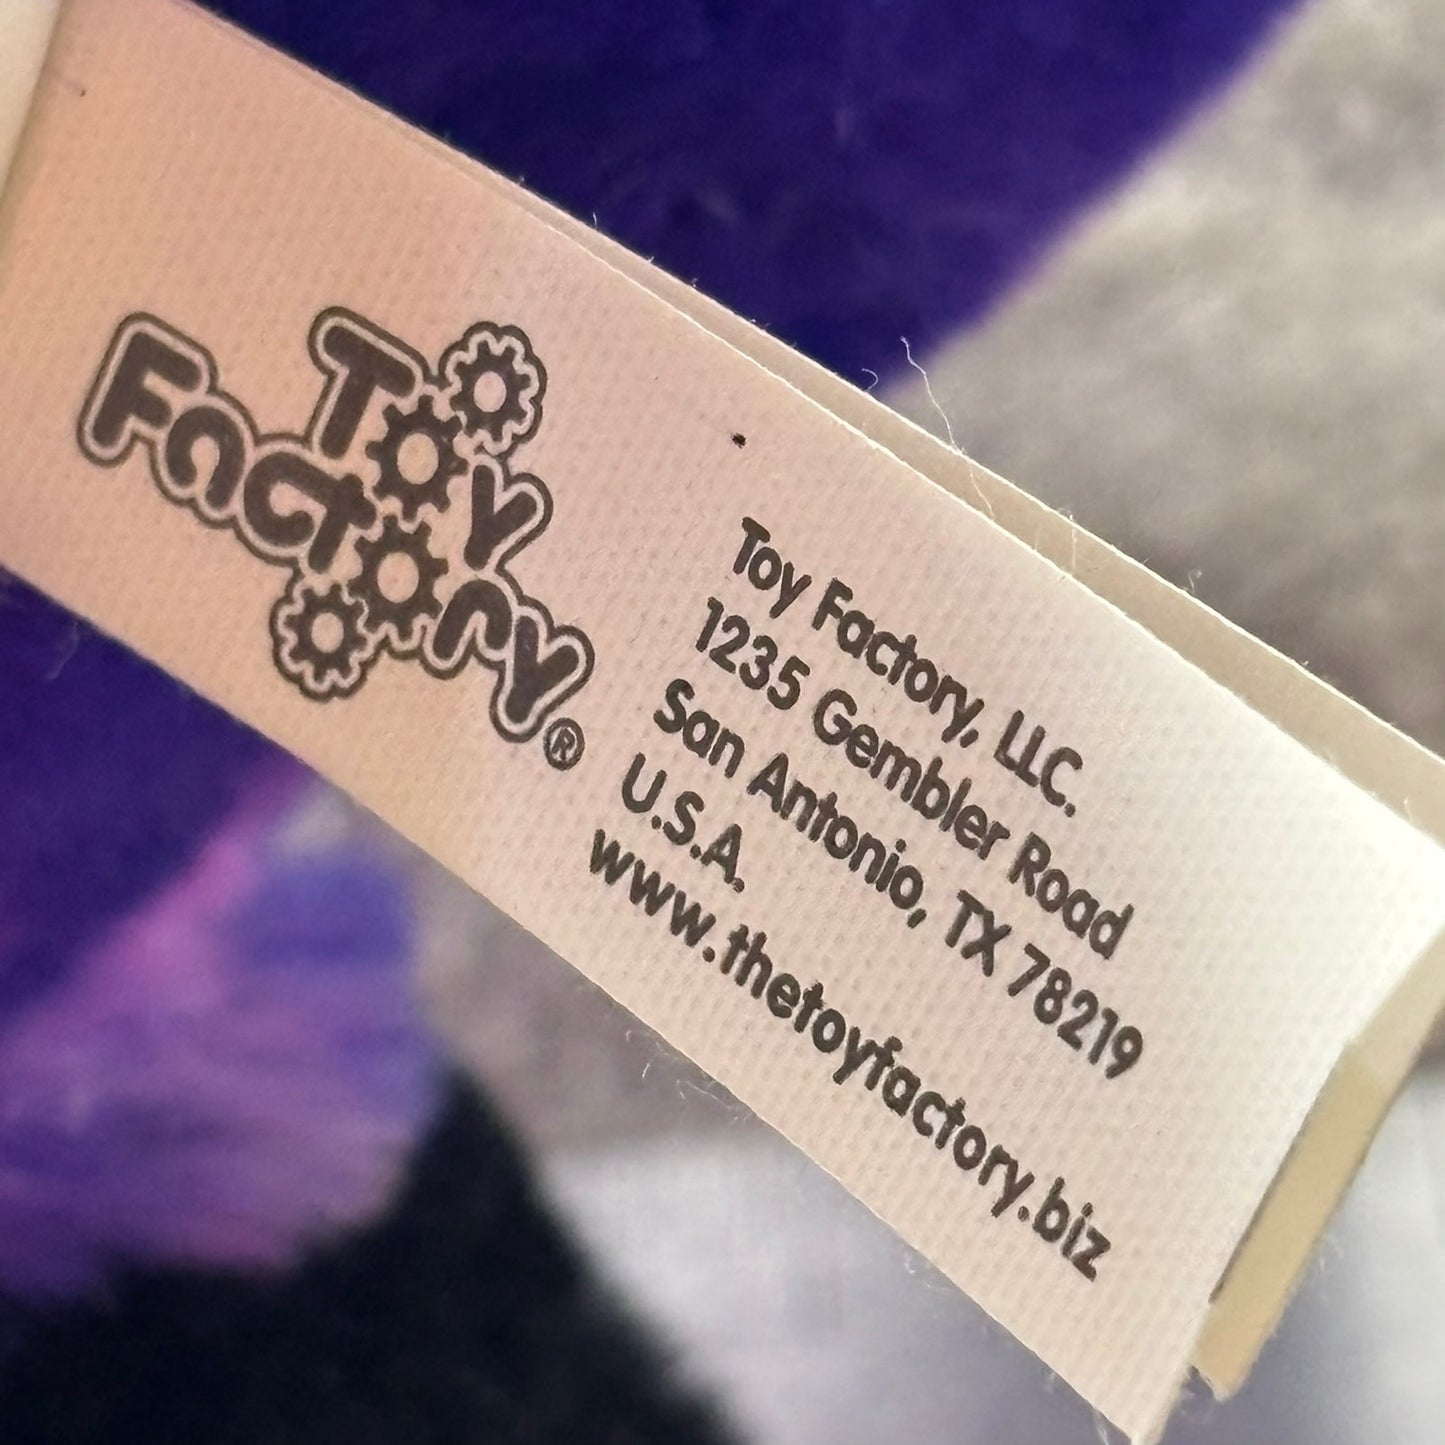 Toy
Factory®
Toy Factory, LLC.
1235 Gembler Road
San Antonio, TX 78219
U.S.A.
www.thetoyfactory.biz